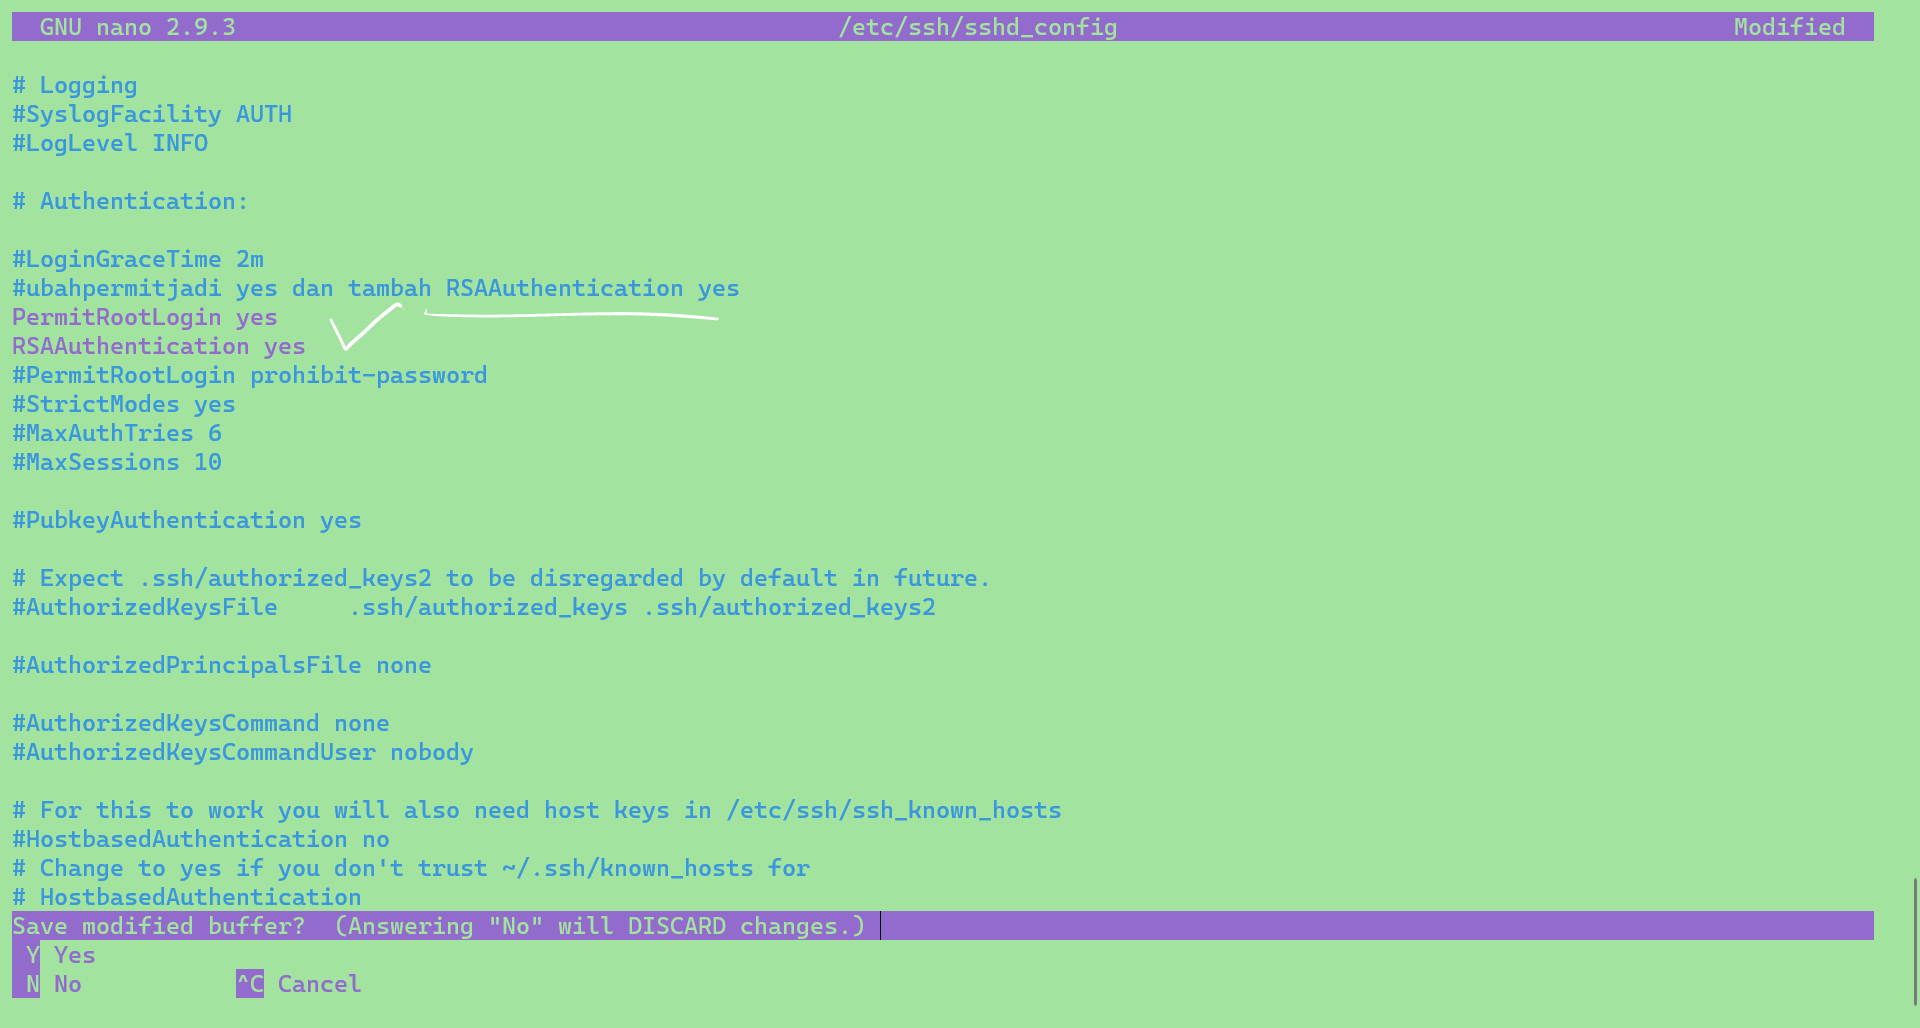 GNU nano 2.9.3 /etc/ssh/sshd_config Modified
# Logging
#SyslogFacility AUTH
#LogLevel INFO
# Authentication:
#LoginGraceTime 2m
#ubahpermitjadi yes dan tambah RSAAuthentication yes
PermitRootLogin yes
RSAAuthentication yes
#PermitRootLogin prohibit-password
#StrictModes yes
#MaxAuthTries 6
#MaxSessions 10
#PubkeyAuthentication yes
# Expect .ssh/authorized_keys2 to be disregarded by default in future.
#AuthorizedKeysFile .ssh/authorized_keys .ssh/authorized_keys2
#AuthorizedPrincipalsFile none
#AuthorizedKeysCommand none
#AuthorizedKeysCommandUser nobody
# For this to work you will also need host keys in /etc/ssh/ssh_known_hosts
#HostbasedAuthentication no
# Change to yes if you don't trust ~/.ssh/known_hosts for
# HostbasedAuthentication
Save modified buffer? (Answering "No" will DISCARD changes.)
Y Yes
N No ^C Cancel